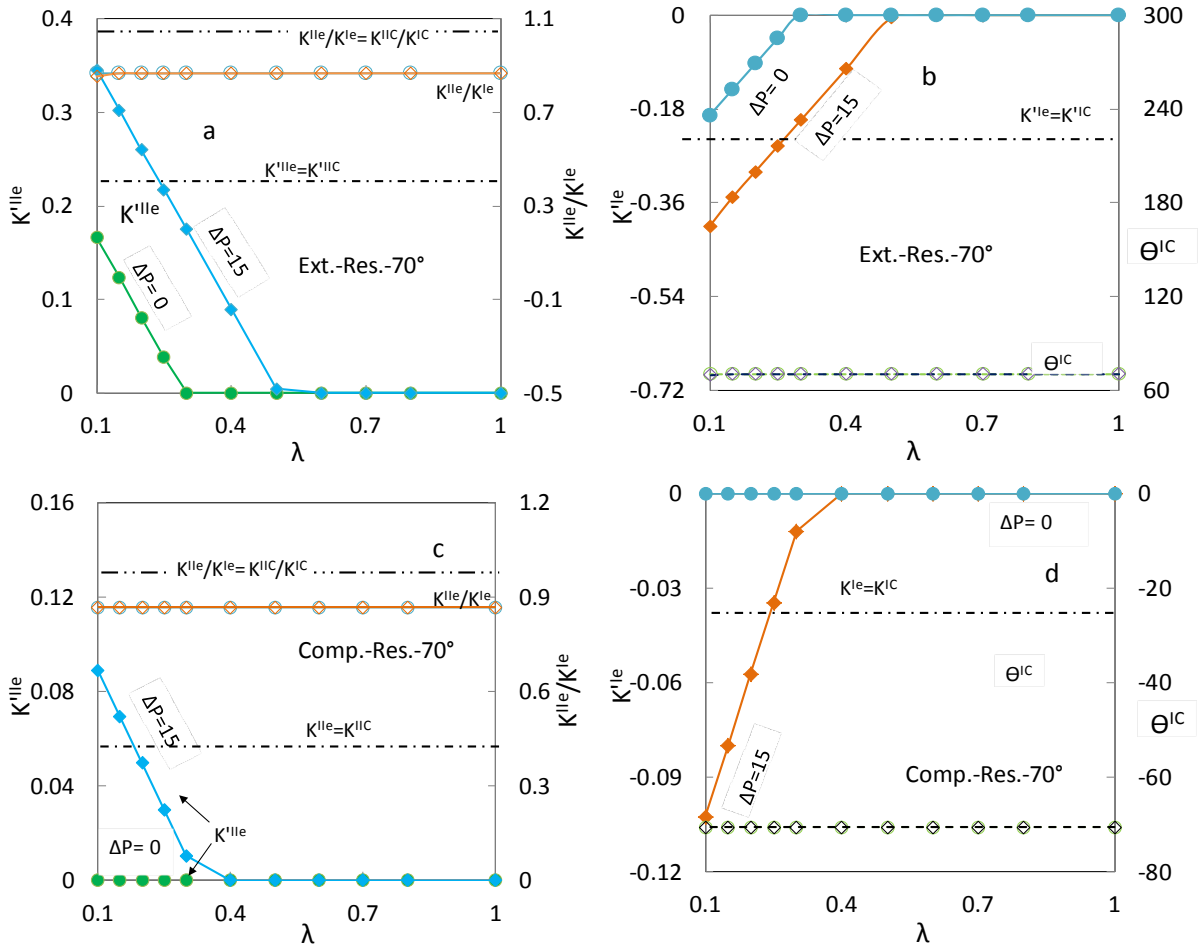 0.4
0.3
0.2
0.1
0
K'ᴵᴵᵉ
1.1
0.7
0.3
-0.1
-0.5
Kᴵᴵᵉ/Kᴵᵉ
Kᴵᴵᵉ/Kᴵᵉ= Kᴵᴵꟲ/Kᴵꟲ
Kᴵᴵᵉ/Kᴵᵉ
a
K'ᴵᴵᵉ=K'ᴵᴵꟲ
K'ᴵᴵᵉ
ΔP=15
ΔP= 0
Ext.-Res.-70°
0.1 0.4 0.7 1
λ
0
-0.18
-0.36
-0.54
-0.72
K'ᴵᵉ
300
240
180
120
60
ϴᴵꟲ
ΔP= 0
ΔP=15
b
K'ᴵᵉ=K'ᴵꟲ
Ext.-Res.-70°
ϴᴵꟲ
0.1 0.4 0.7 1
λ
0.16
0.12
0.08
0.04
0
K'ᴵᴵᵉ
1.2
0.9
0.6
0.3
0
Kᴵᴵᵉ/Kᴵᵉ
c
Kᴵᴵᵉ/Kᴵᵉ= Kᴵᴵꟲ/Kᴵꟲ
Kᴵᴵᵉ/Kᴵᵉ
Comp.-Res.-70°
ΔP=15
Kᴵᴵᵉ=Kᴵᴵꟲ
K'ᴵᴵᵉ
ΔP= 0
0.1 0.4 0.7 1
λ
0
-0.03
-0.06
-0.09
-0.12
K'ᴵᵉ
0
-20
-40
-60
-80
ϴᴵꟲ
ΔP= 0
d
Kᴵᵉ=Kᴵꟲ
ϴᴵꟲ
ΔP=15
Comp.-Res.-70°
0.1 0.4 0.7 1
λ